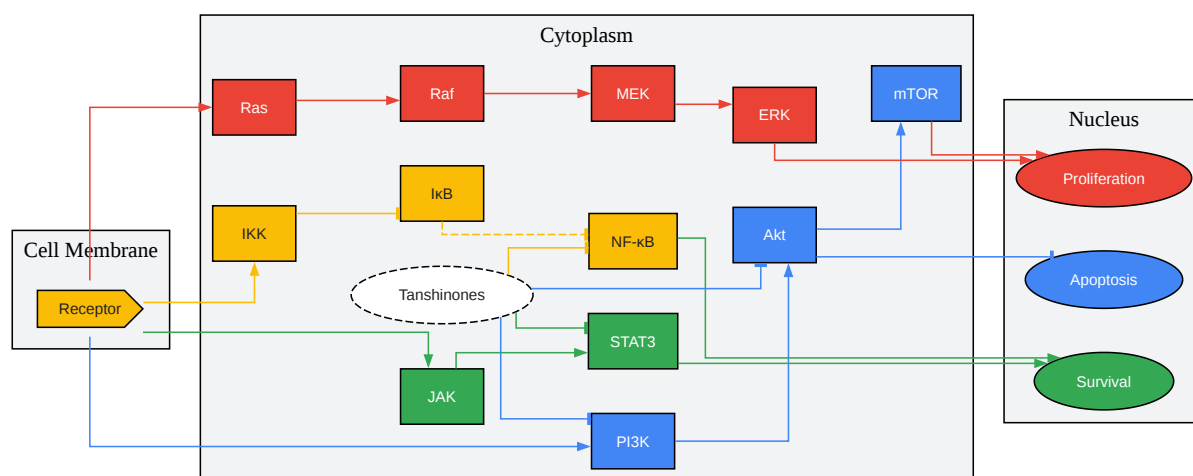 Cytoplasm
Ras
Raf
MEK
ERK
mTOR
Nucleus
Proliferation
IκB
IKK
NF-κB
Akt
Cell Membrane
Receptor
Tanshinones
Apoptosis
STAT3
JAK
Survival
PI3K